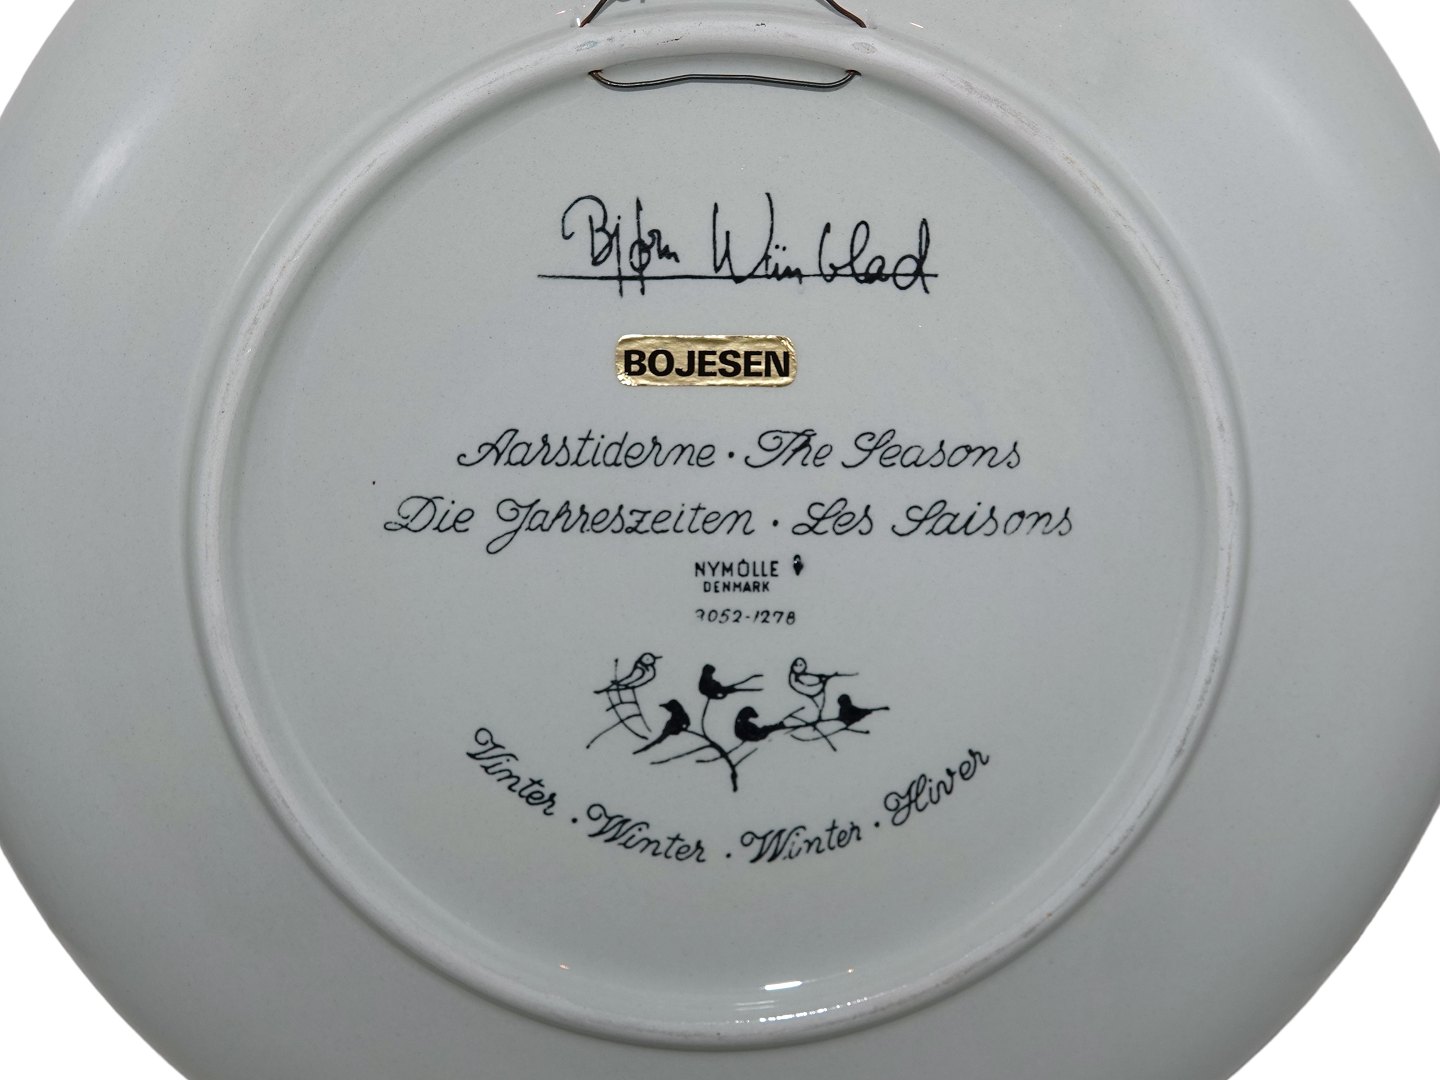 Bjørn Wiinblad
BOJESEN
Aarstiderne · The Seasons
Die Jahreszeiten · Les Saisons
NYMÖLLE
DENMARK
3052-1278
Vinter · Winter · Winter · Hiver